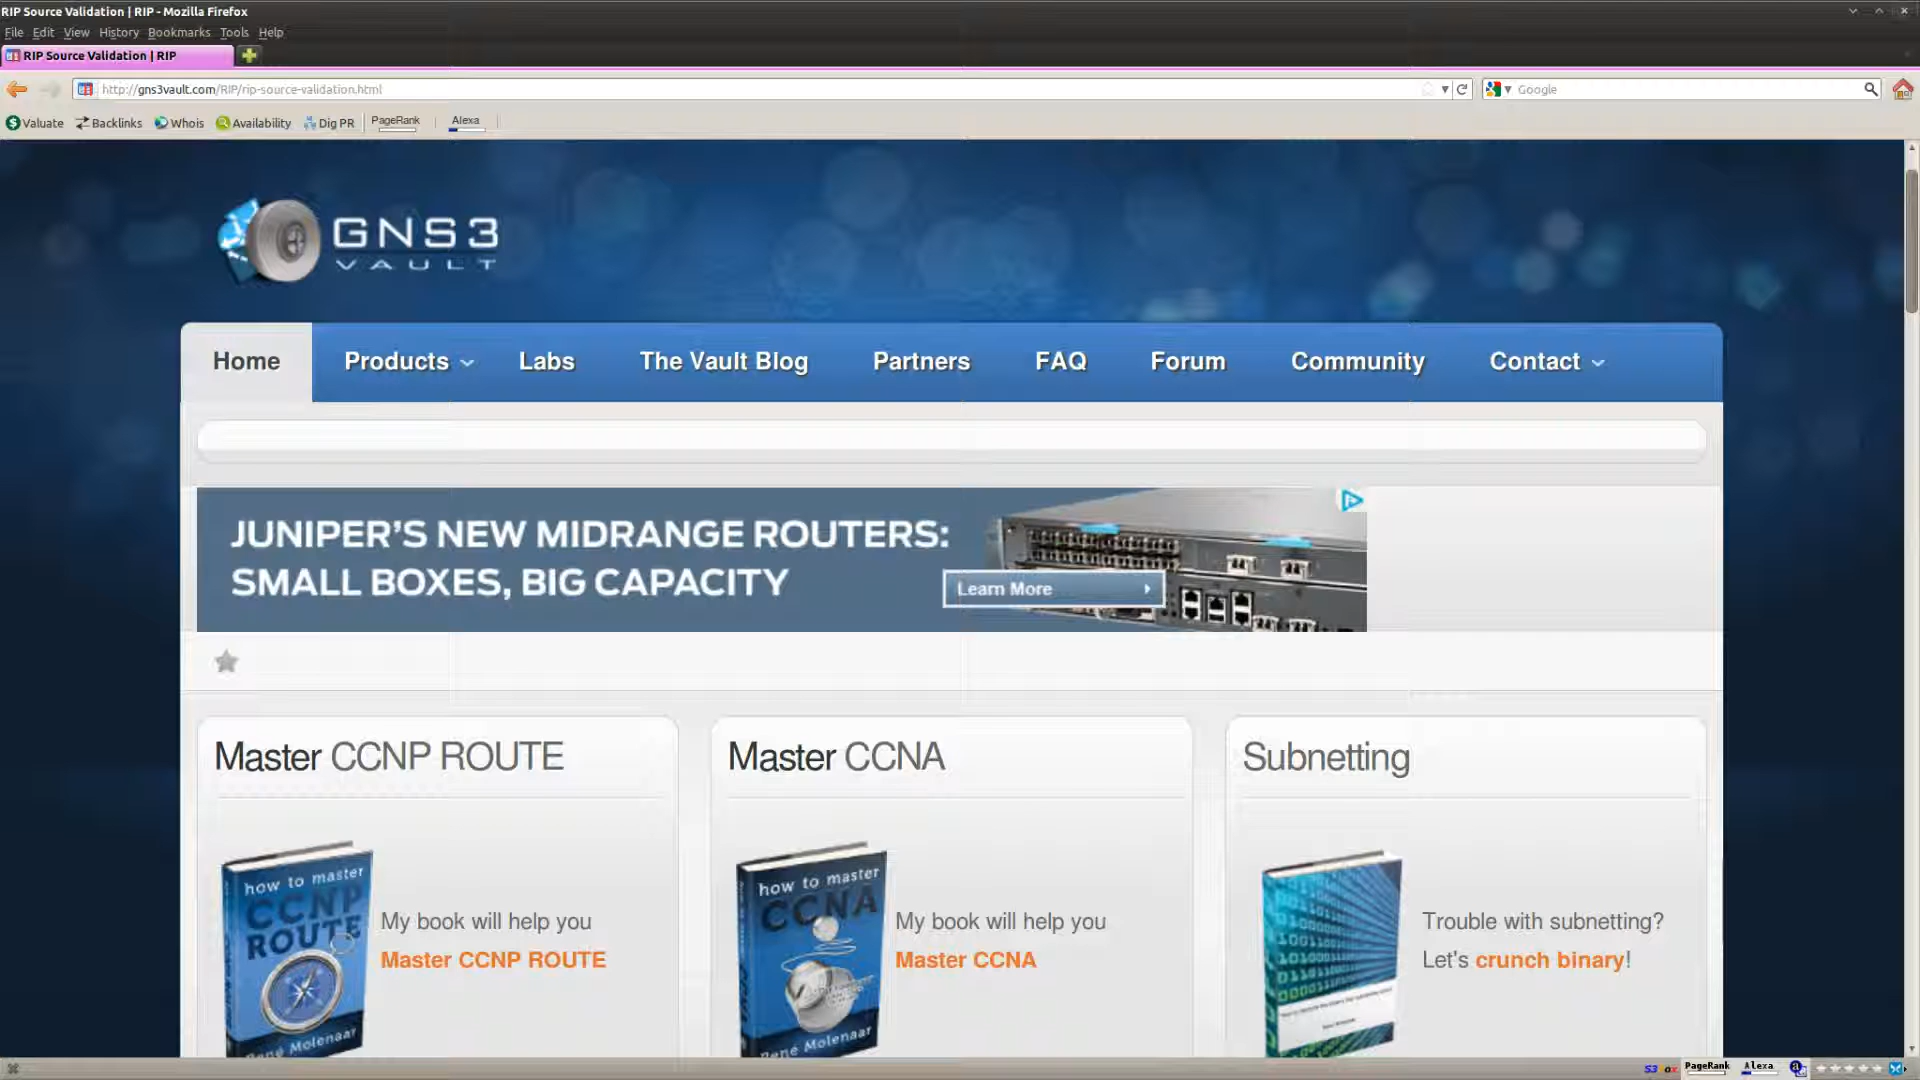 RIP Source Validation | RIP - Mozilla Firefox
File Edit View History Bookmarks Tools Help
RIP Source Validation | RIP
http://gns3vault.com/RIP/rip-source-validation.html
Google
Valuate Backlinks Whois Availability Dig PR PageRank Alexa
GNS3
VAULT
Home Products Labs The Vault Blog Partners FAQ Forum Community Contact
JUNIPER'S NEW MIDRANGE ROUTERS:
SMALL BOXES, BIG CAPACITY
Learn More
Master CCNP ROUTE
how to master
CCNP
ROUTE
René Molenaar
My book will help you
Master CCNP ROUTE
Master CCNA
how to master
CCNA
René Molenaar
My book will help you
Master CCNA
Subnetting
Trouble with subnetting?
Let's crunch binary!
S3 PageRank Alexa